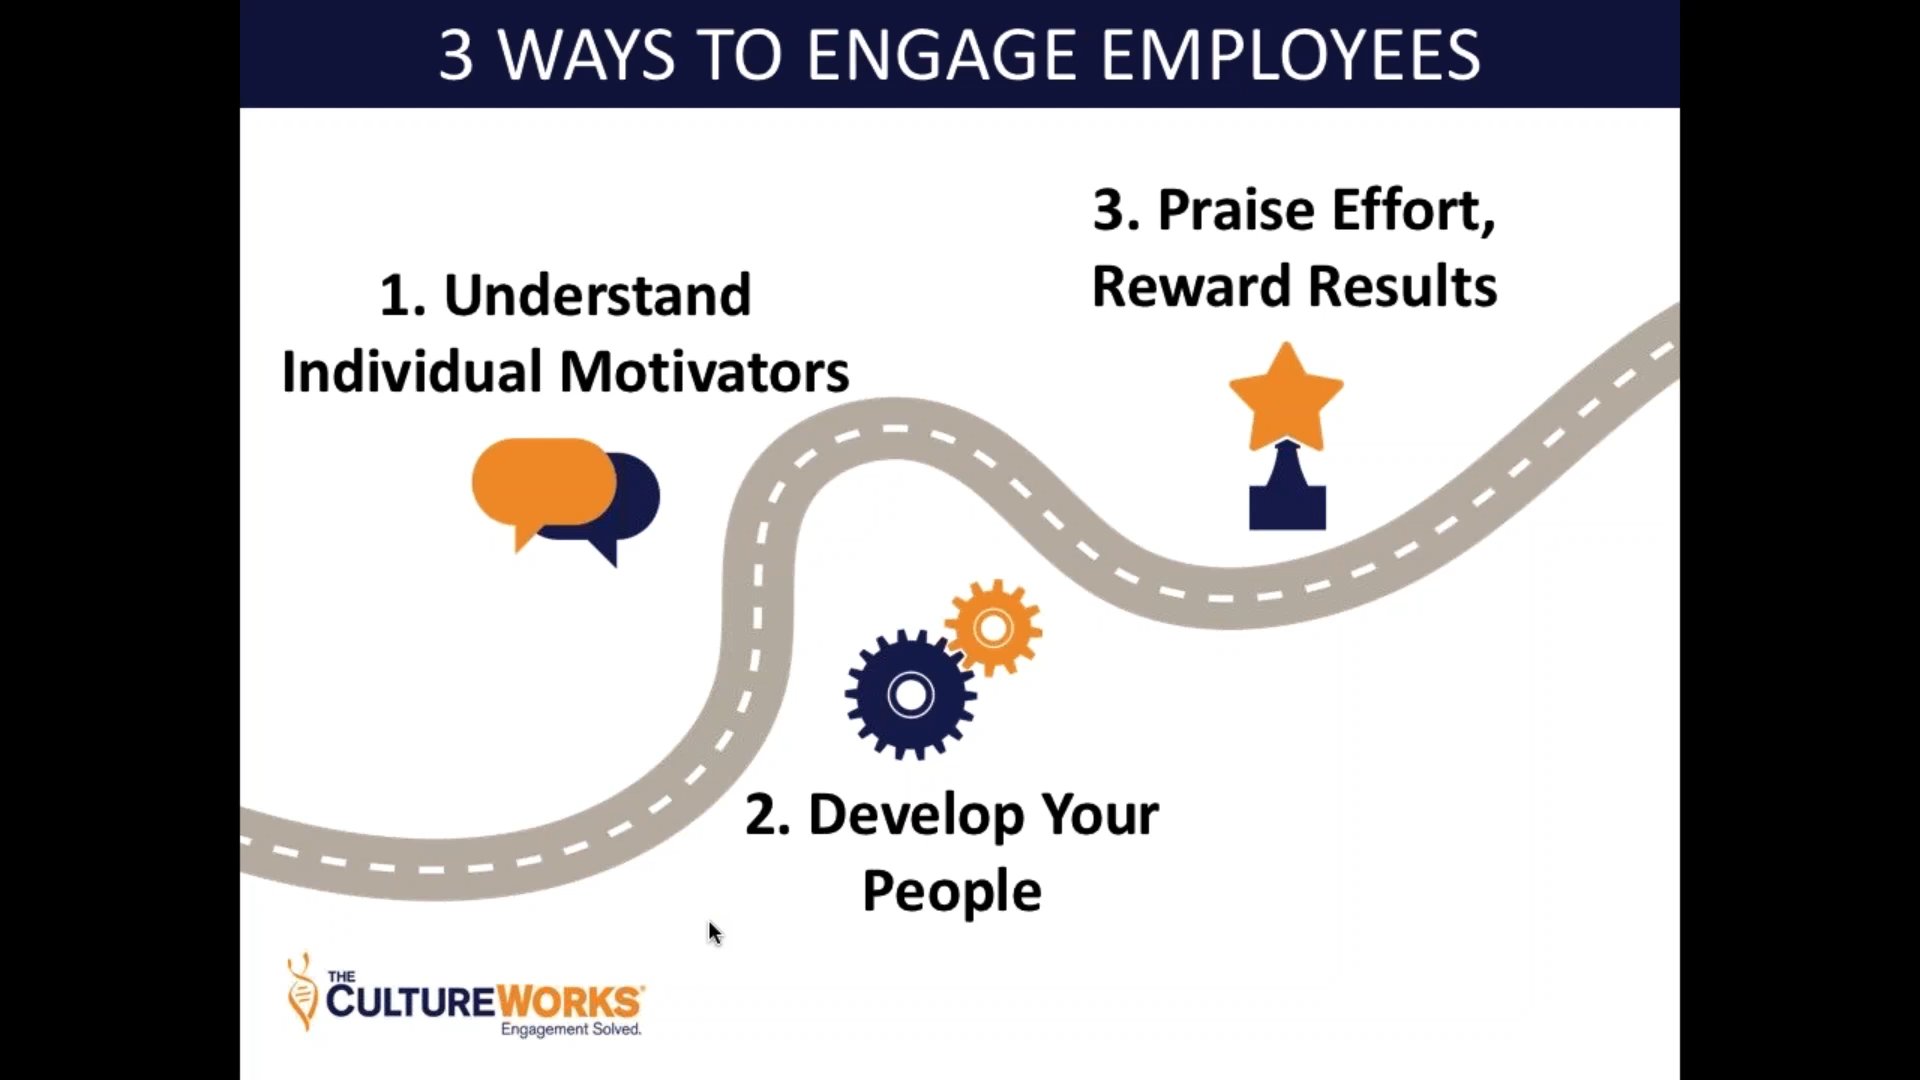 3 WAYS TO ENGAGE EMPLOYEES
1. Understand
Individual Motivators
2. Develop Your
People
3. Praise Effort,
Reward Results
THE
CULTUREWORKS®
Engagement Solved.